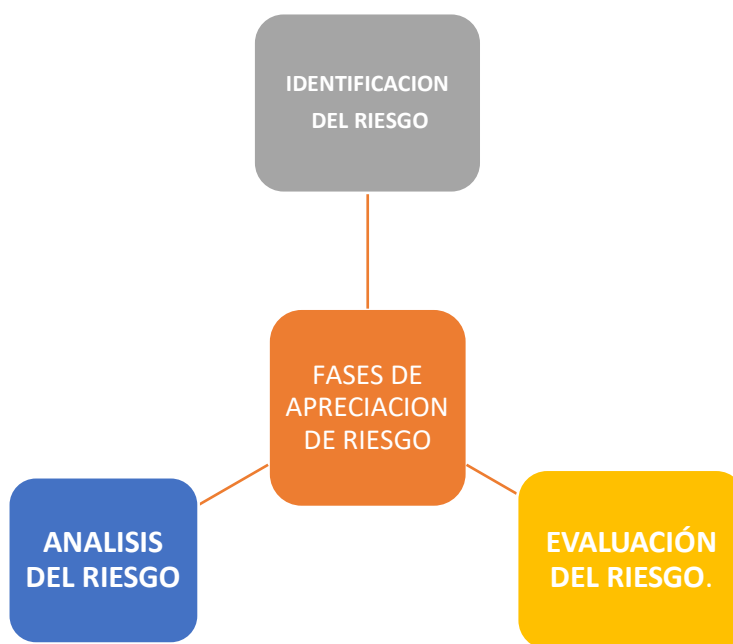 IDENTIFICACION
DEL RIESGO
FASES DE
APRECIACION
DE RIESGO
ANALISIS
DEL RIESGO
EVALUACIÓN
DEL RIESGO.